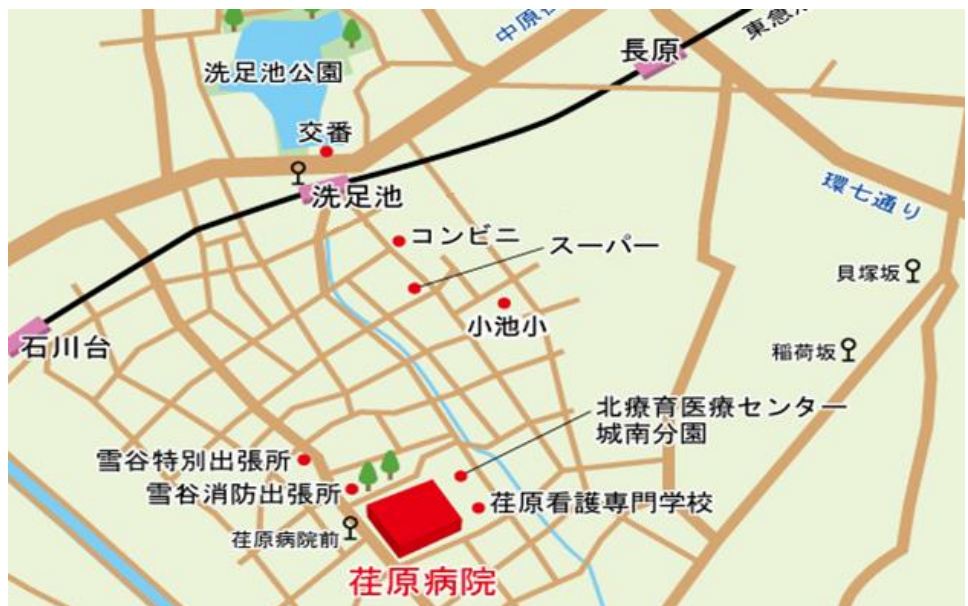 中原街
長原
東急池
洗足池公園
交番
洗足池
コンビニ
スーパー
環七通り
貝塚坂
小池小
石川台
稲荷坂
北療育医療センター
城南分園
雪谷特別出張所
雪谷消防出張所
荏原看護専門学校
荏原病院前
荏原病院